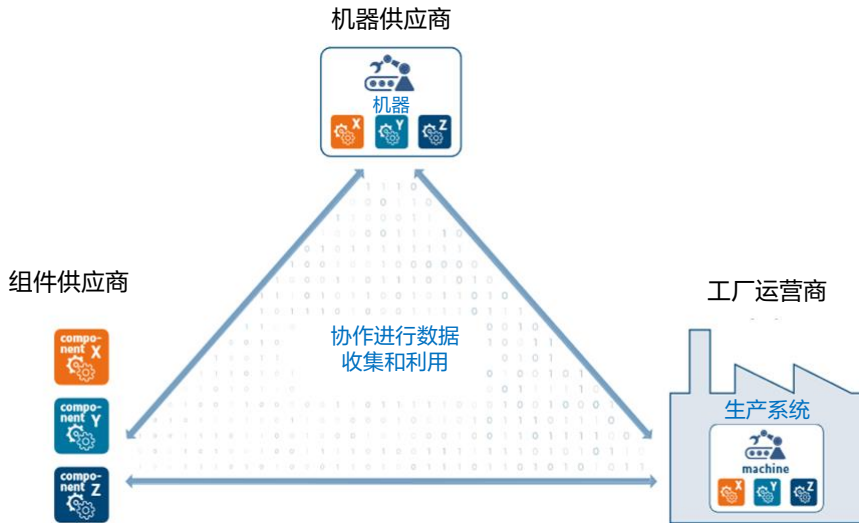 机器供应商
机器
X Y Z
组件供应商
工厂运营商
协作进行数据
收集和利用
compo-
nent X
compo-
nent Y
compo-
nent Z
生产系统
machine
X Y Z